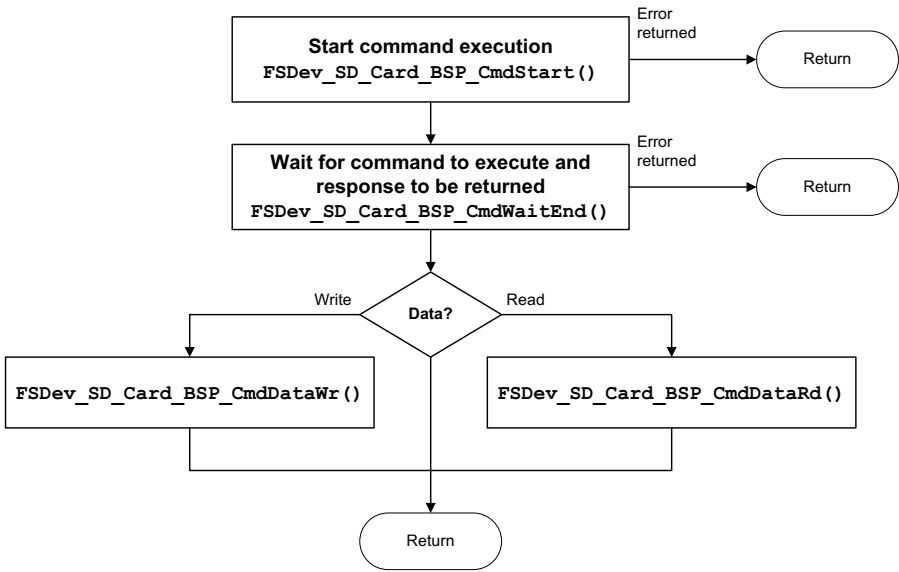 Error
returned
Start command execution
FSDev_SD_Card_BSP_CmdStart()
Return
Error
returned
Wait for command to execute and
response to be returned
FSDev_SD_Card_BSP_CmdWaitEnd()
Return
Write
Data?
Read
FSDev_SD_Card_BSP_CmdDataWr()
FSDev_SD_Card_BSP_CmdDataRd()
Return